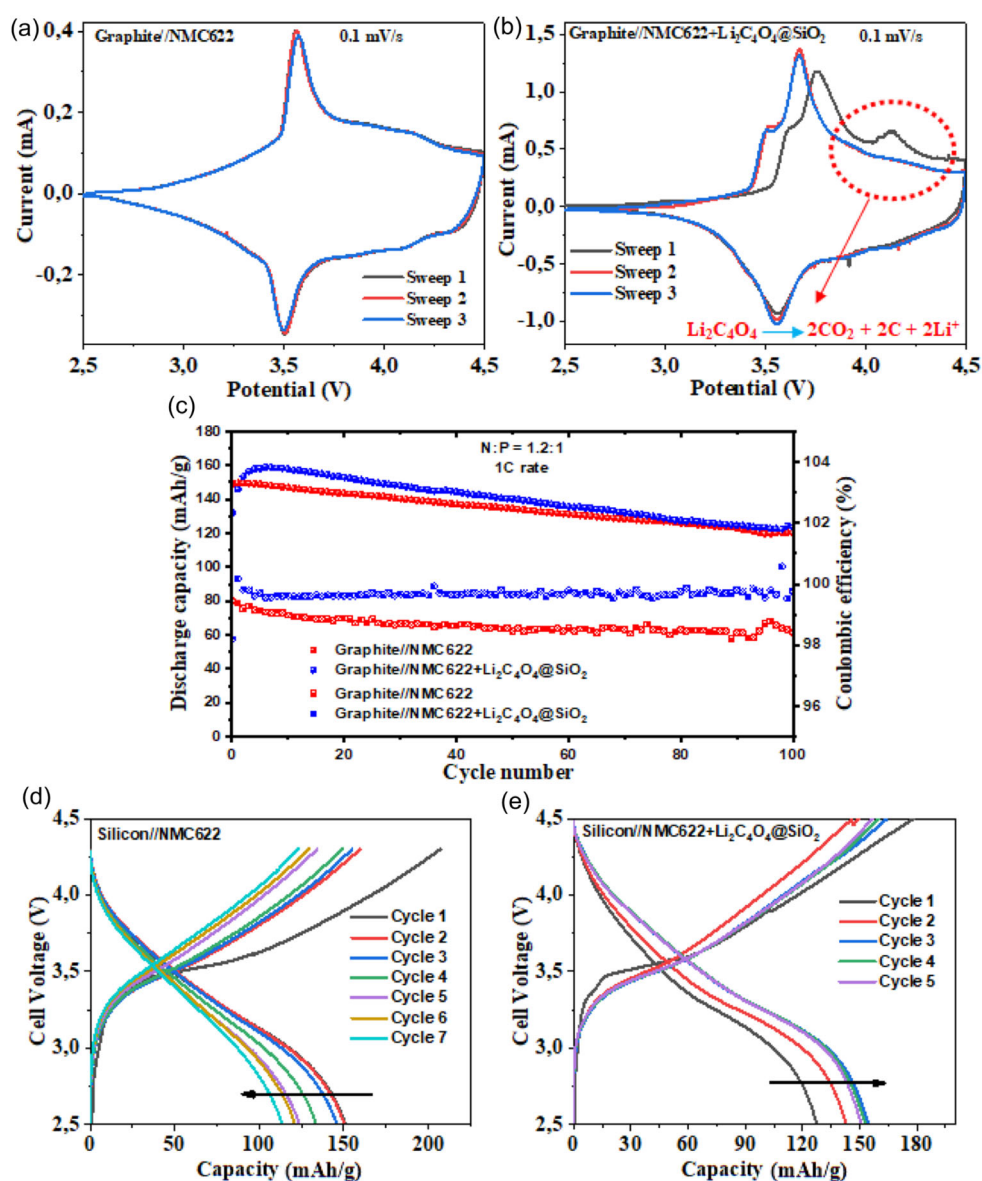 (a)
Graphite//NMC622 0.1 mV/s
Current (mA)
0,4
0,2
0,0
-0,2
Sweep 1
Sweep 2
Sweep 3
2,5 3,0 3,5 4,0 4,5
Potential (V)
(b)
Graphite//NMC622+Li₂C₄O₄@SiO₂ 0.1 mV/s
Current (mA)
1,5
1,0
0,5
0,0
-0,5
-1,0
Sweep 1
Sweep 2
Sweep 3
Li₂C₄O₄ → 2CO₂ + 2C + 2Li⁺
2,5 3,0 3,5 4,0 4,5
Potential (V)
(c)
N:P = 1.2:1
1C rate
Discharge capacity (mAh/g)
180
160
140
120
100
80
60
40
20
0
Coulombic efficiency (%)
104
102
100
98
96
Graphite//NMC622
Graphite//NMC622+Li₂C₄O₄@SiO₂
Graphite//NMC622
Graphite//NMC622+Li₂C₄O₄@SiO₂
0 20 40 60 80 100
Cycle number
(d)
Silicon//NMC622
Cell Voltage (V)
4,5
4,0
3,5
3,0
2,5
Cycle 1
Cycle 2
Cycle 3
Cycle 4
Cycle 5
Cycle 6
Cycle 7
0 50 100 150 200
Capacity (mAh/g)
(e)
Silicon//NMC622+Li₂C₄O₄@SiO₂
Cell Voltage (V)
4,5
4,0
3,5
3,0
2,5
Cycle 1
Cycle 2
Cycle 3
Cycle 4
Cycle 5
0 30 60 90 120 150 180
Capacity (mAh/g)